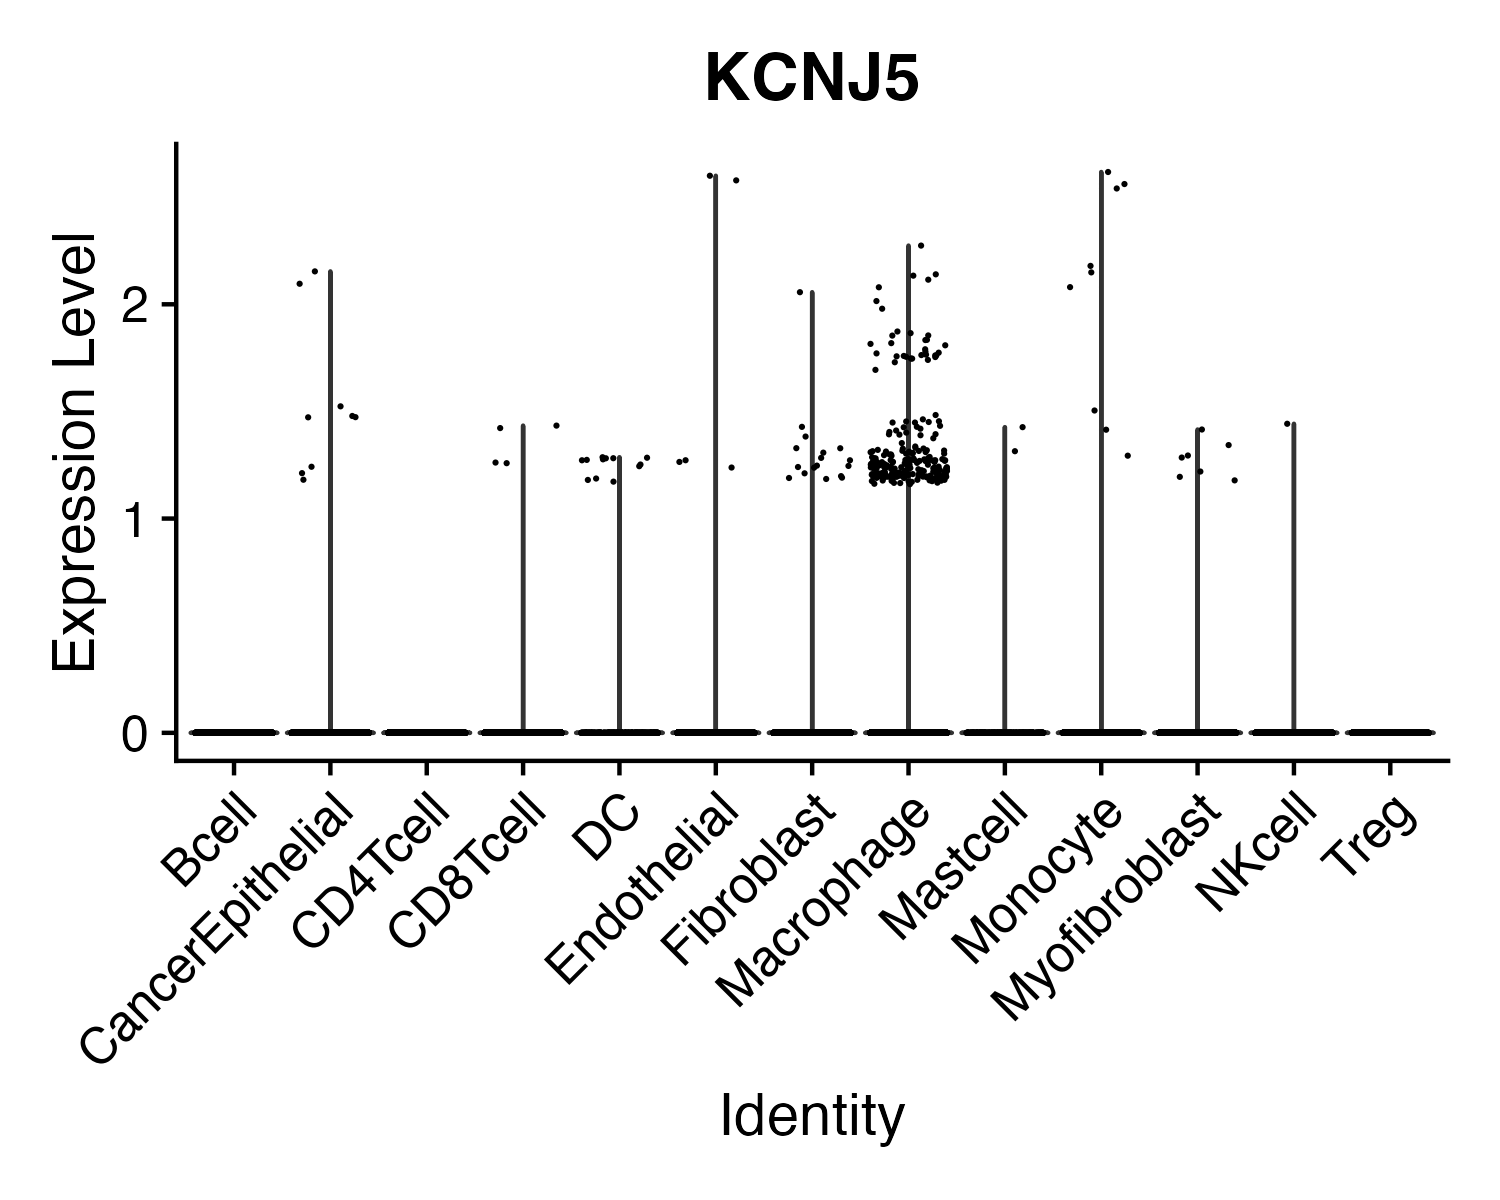 KCNJ5
Expression Level
2
1
0
Bcell
CancerEpithelial
CD4Tcell
CD8Tcell
DC
Endothelial
Fibroblast
Macrophage
Mastcell
Monocyte
Myofibroblast
NKcell
Treg
Identity